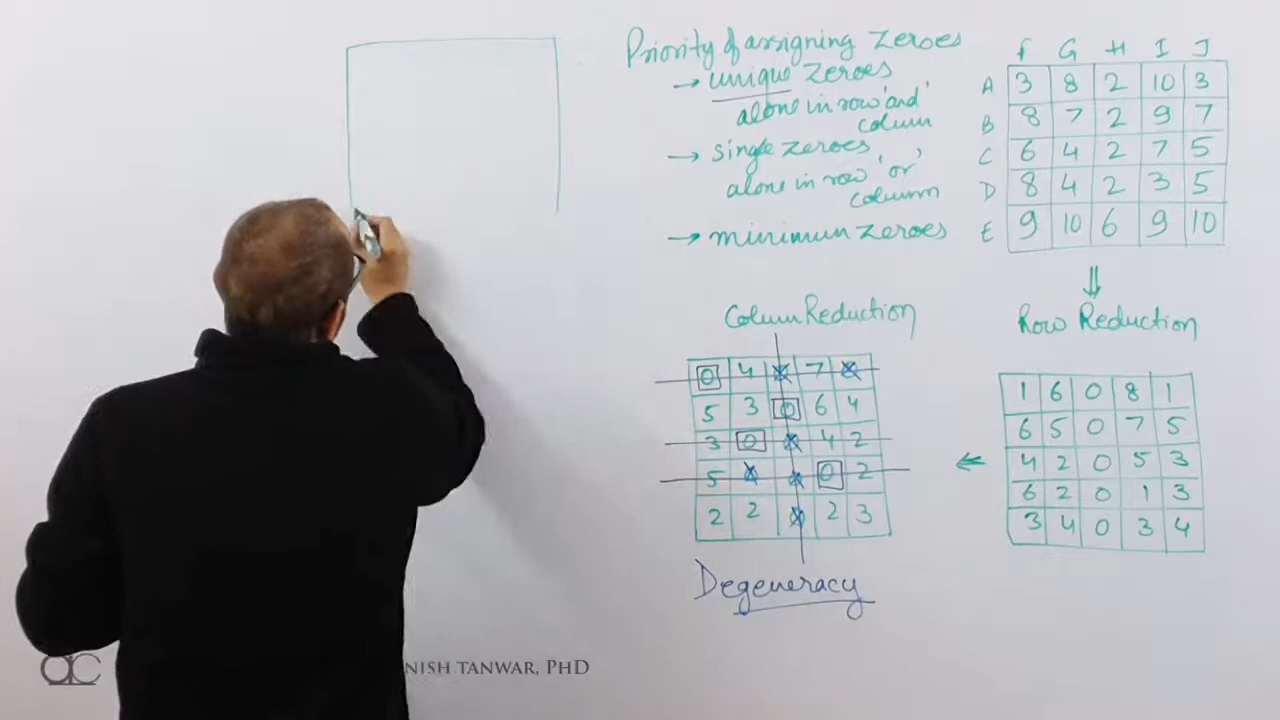 Priority of assigning Zeroes
→ unique zeroes
alone in row 'and'
column
→ single zeroes
alone in row 'or'
column
→ minimum zeroes
F G H I J
A 3 8 2 10 3
B 8 7 2 9 7
C 6 4 2 7 5
D 8 4 2 3 5
E 9 10 6 9 10
Row Reduction
1 6 0 8 1
6 5 0 7 5
4 2 0 5 3
6 2 0 1 3
3 4 0 3 4
Column Reduction
0 4 0 7 0
5 3 0 6 4
3 0 0 4 2
5 0 0 0 2
2 2 0 2 3
Degeneracy
NISH TANWAR, PHD